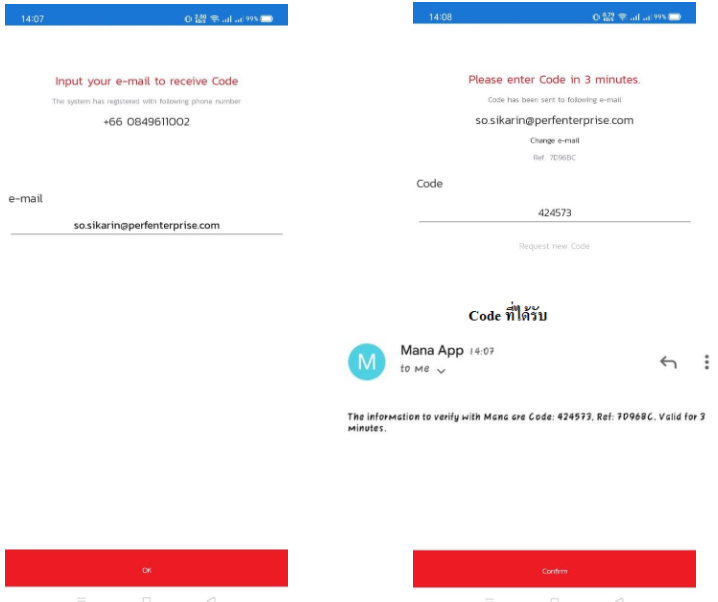 14:07
99%
Input your e-mail to receive Code
The system has registered with following phone number
+66 0849611002
e-mail
so.sikarin@perfenterprise.com
OK
14:08
99%
Please enter Code in 3 minutes.
Code has been sent to following e-mail
so.sikarin@perfenterprise.com
Change e-mail
Ref. 7D968C
Code
424573
Request new Code
Code ที่ได้รับ
M
Mana App 14:07
to me
The information to verify with Mana are Code: 424573, Ref: 7D968C. Valid for 3
Minutes.
Confirm